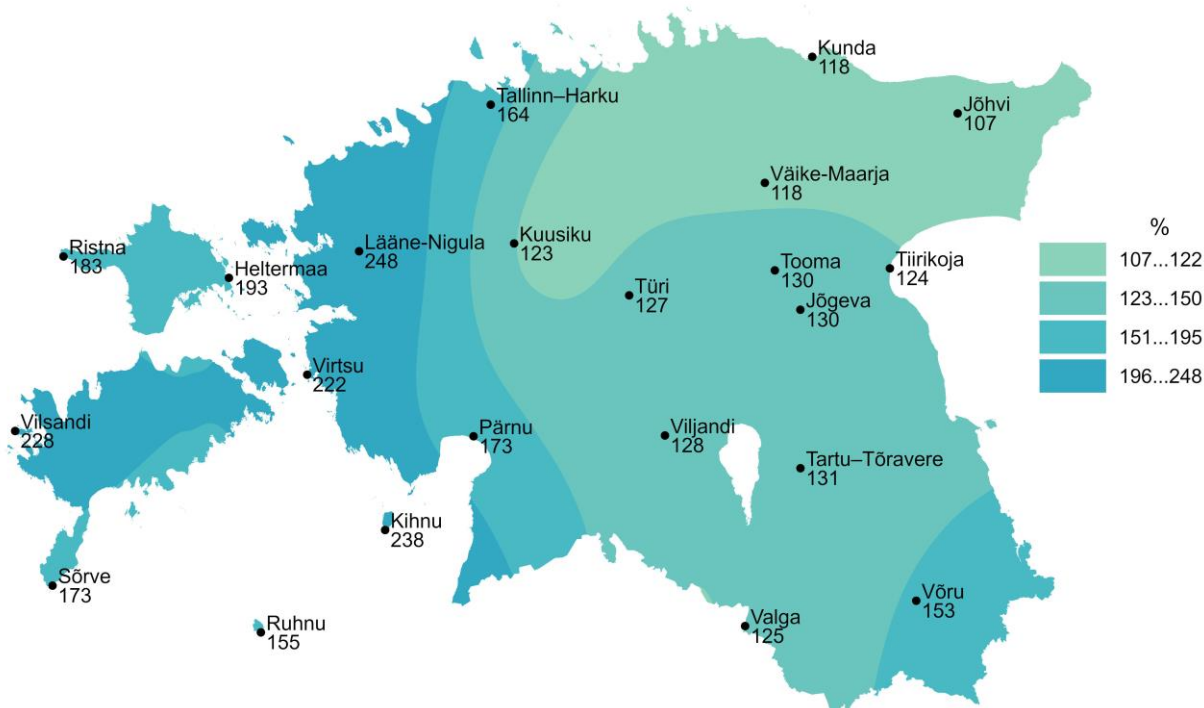 Kunda
118
Tallinn–Harku
164
Jõhvi
107
Väike-Maarja
118
Ristna
183
Heltermaa
193
Lääne-Nigula
248
Kuusiku
123
Türi
127
Tooma
130
Jõgeva
130
Tiirikoja
124
%
107...122
123...150
151...195
196...248
Virtsu
222
Vilsandi
228
Pärnu
173
Viljandi
128
Tartu–Tõravere
131
Kihnu
238
Sõrve
173
Ruhnu
155
Valga
125
Võru
153